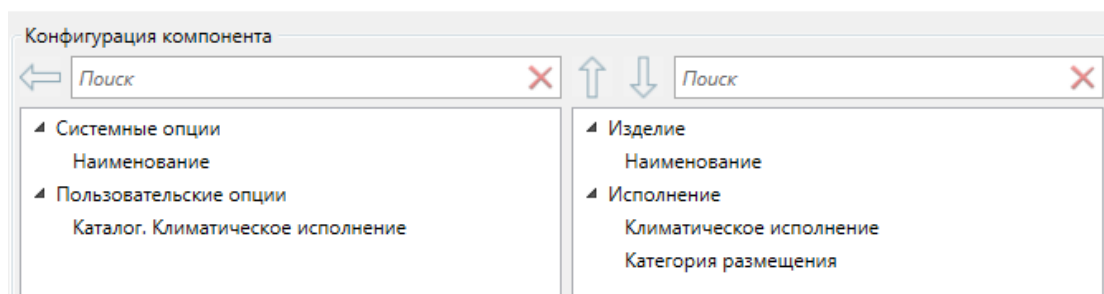 Конфигурация компонента
Поиск
Поиск
Системные опции
Наименование
Пользовательские опции
Каталог. Климатическое исполнение
Изделие
Наименование
Исполнение
Климатическое исполнение
Категория размещения